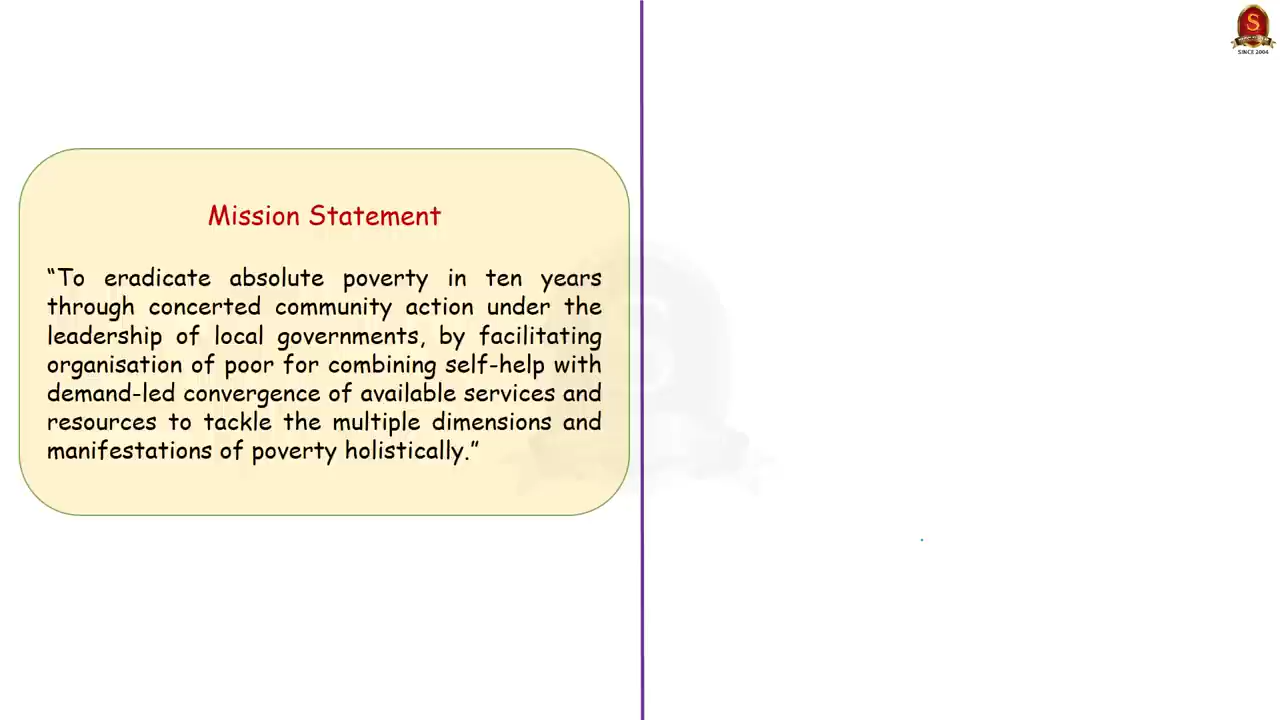 Mission Statement
“To eradicate absolute poverty in ten years
through concerted community action under the
leadership of local governments, by facilitating
organisation of poor for combining self-help with
demand-led convergence of available services and
resources to tackle the multiple dimensions and
manifestations of poverty holistically.”
S
SINCE 2004